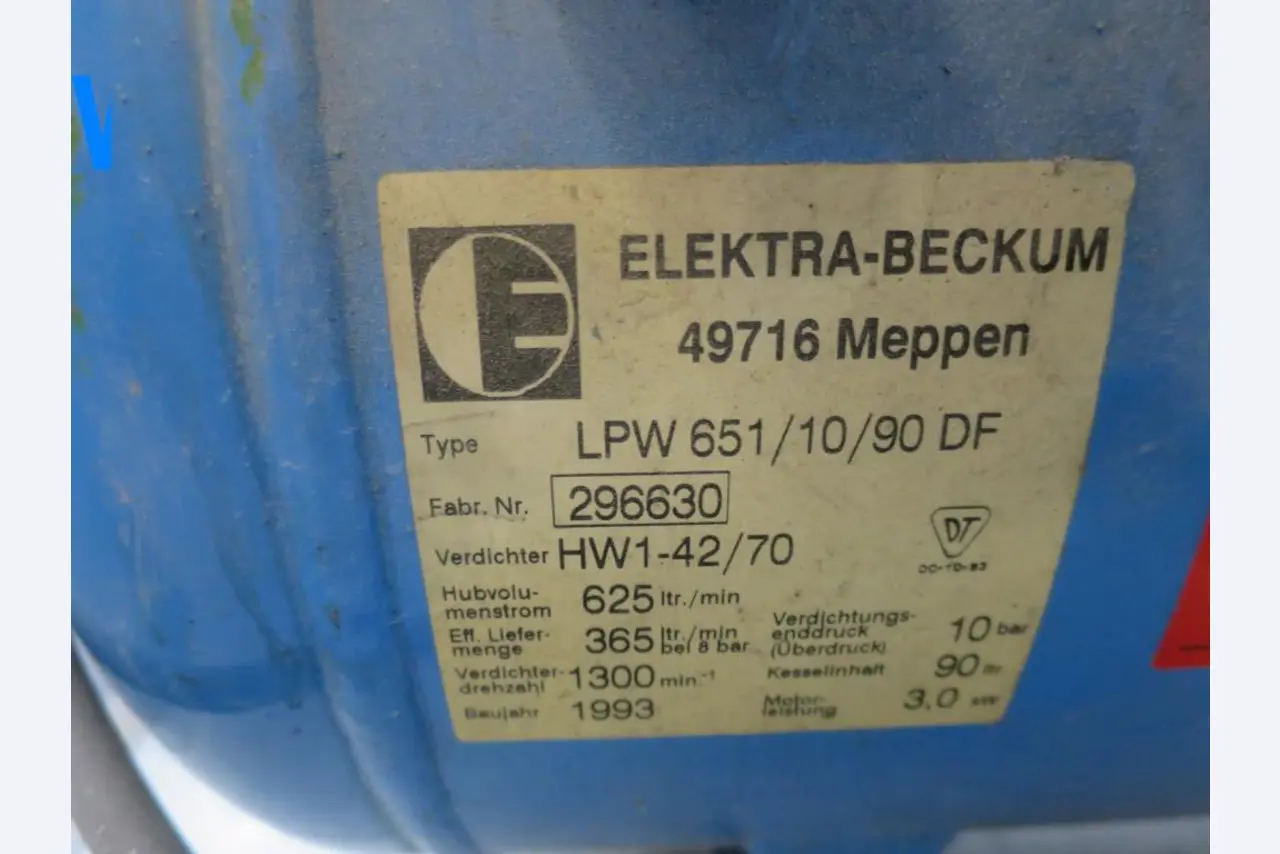 ELEKTRA-BECKUM
49716 Meppen
Type LPW 651/10/90 DF
Fabr. Nr. 296630
Verdichter HW1-42/70
DT
Hubvolu-
menstrom 625 ltr./min
Eff. Liefer-
menge 365 ltr./min
bei 8 bar
Verdichter-
drehzahl 1300 min.⁻¹
Baujahr 1993
Verdichtungs-
enddruck
(Überdruck) 10 bar
Kesselinhalt 90 ltr
Motor-
leistung 3,0 kW